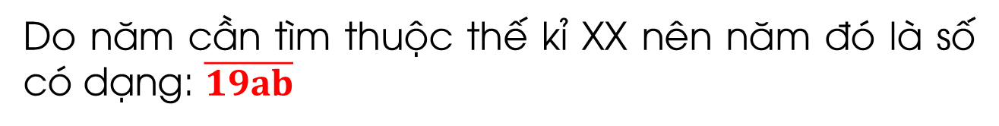 Do năm cần tìm thuộc thế kỉ XX nên năm đó là số
có dạng: 19ab